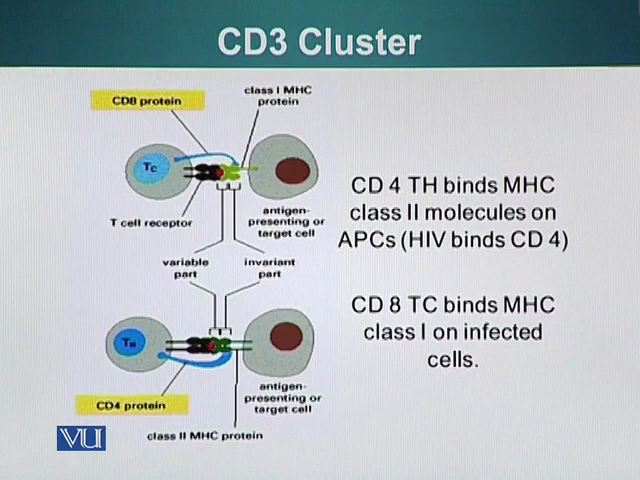 CD3 Cluster
CD8 protein
class I MHC
protein
TC
T cell receptor
antigen-
presenting or
target cell
variable
part
invariant
part
TH
CD4 protein
antigen-
presenting or
target cell
class II MHC protein
CD 4 TH binds MHC
class II molecules on
APCs (HIV binds CD 4)
CD 8 TC binds MHC
class I on infected
cells.
VU